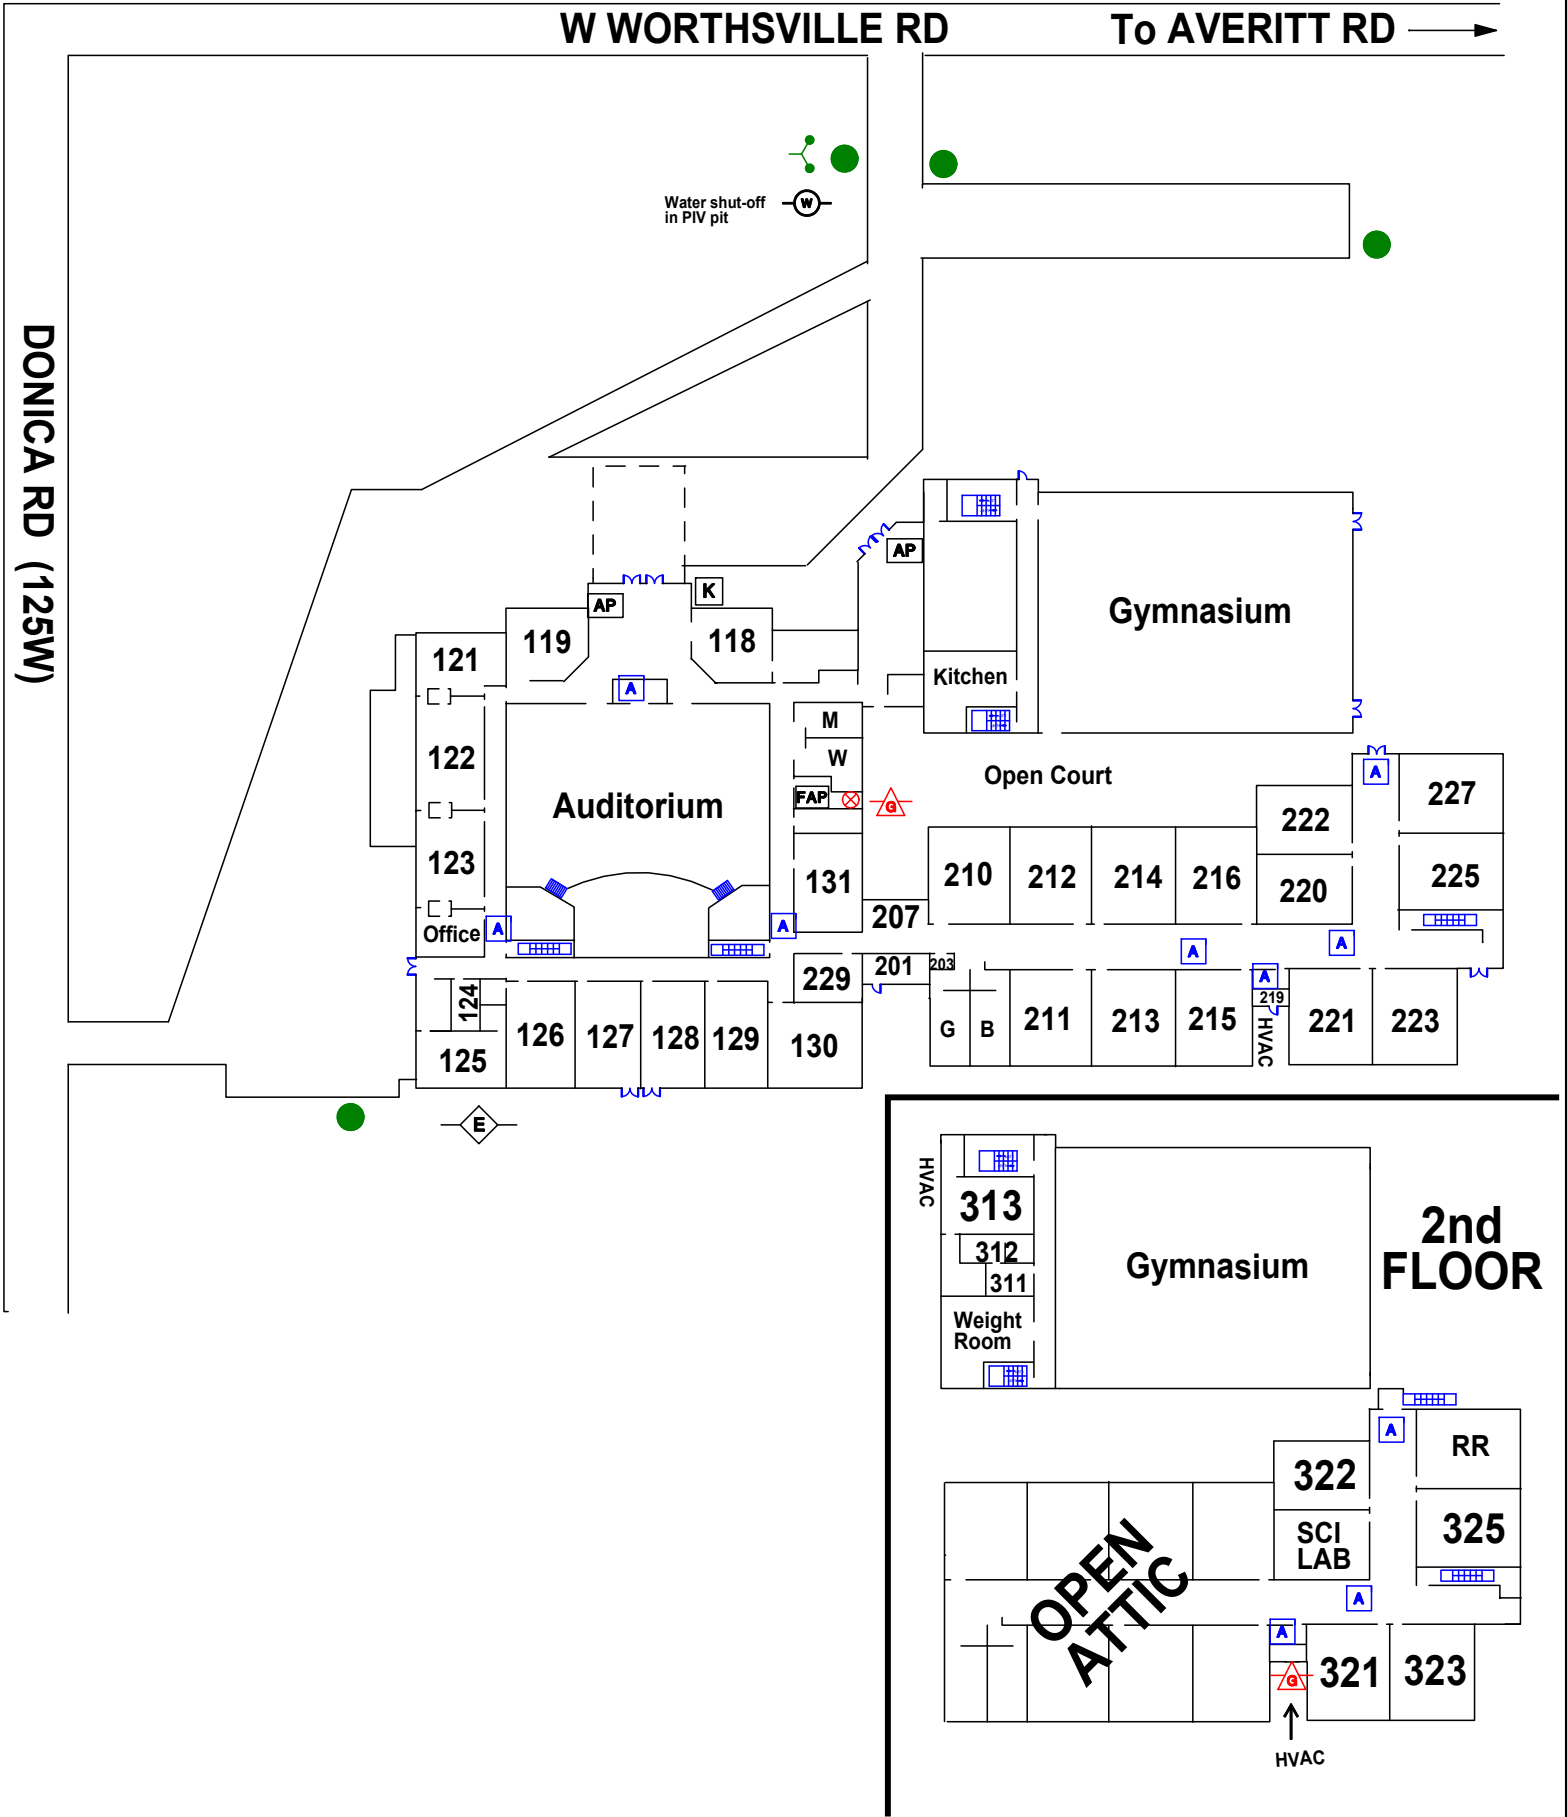 W WORTHSVILLE RD
To AVERITT RD
DONICA RD (125W)
Water shut-off
in PIV pit
W
AP
K
AP
119
118
121
Gymnasium
Kitchen
A
M
W
122
Auditorium
FAP
G
Open Court
A
227
222
123
131
210
212
214
216
220
225
207
Office
A
A
A
A
201
203
229
124
A
219
126
127
128
129
130
G
B
211
213
215
HVAC
221
223
125
E
HVAC
313
312
311
Weight
Room
Gymnasium
2nd
FLOOR
A
RR
322
SCI
LAB
325
OPEN
ATTIC
A
A
G
321
323
HVAC